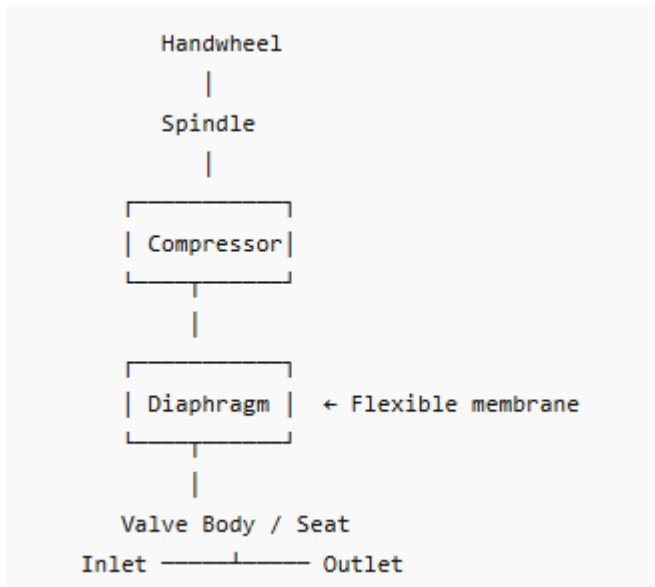 Handwheel
Spindle
Compressor
Diaphragm ← Flexible membrane
Valve Body / Seat
Inlet Outlet